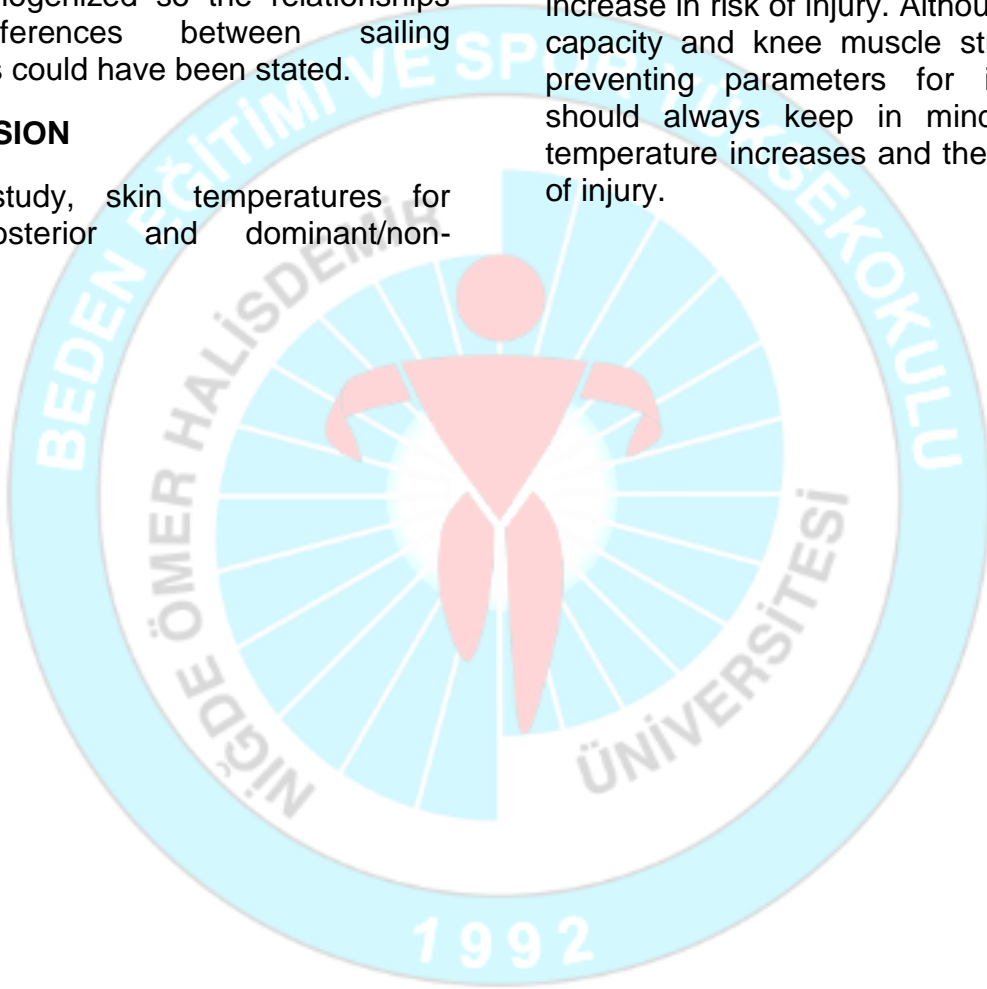 nogenized so the relationships
ferences between sailing
s could have been stated.
SION
study, skin temperatures for
osterior and dominant/non-
increase in risk of injury. Althou
capacity and knee muscle str
preventing parameters for i
should always keep in mind
temperature increases and the
of injury.
BEDEN EĞİTİMİ VE SPOR YÜKSEKOKULU
NİĞDE ÖMER HALİSDEMİR
ÜNİVERSİTESİ
1992